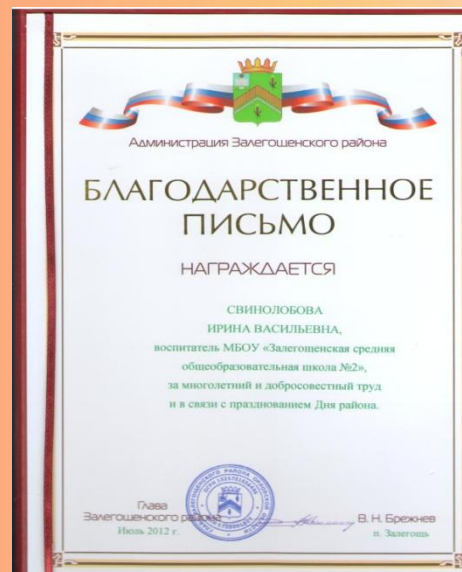 Администрация Залегощенского района
БЛАГОДАРСТВЕННОЕ
ПИСЬМО
НАГРАЖДАЕТСЯ
СВИНОЛОБОВА
ИРИНА ВАСИЛЬЕВНА,
воспитатель МБОУ «Залегощенская средняя
общеобразовательная школа №2»,
за многолетний и добросовестный труд
и в связи с празднованием Дня района.
Глава
Залегощенского района
В. Н. Брежнев
Июль 2012 г.
п. Залегощь